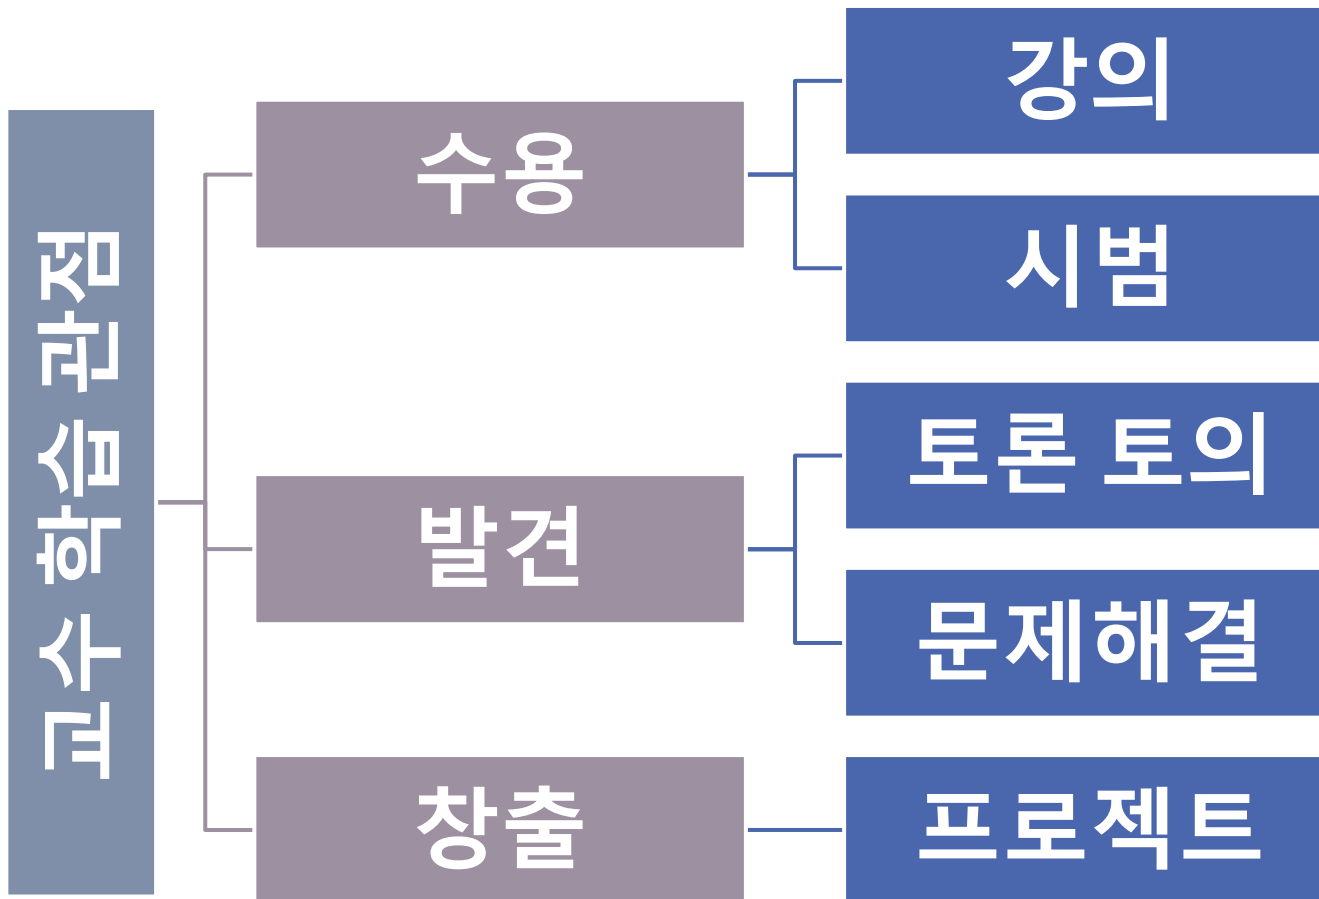 교수 학습 관점
수용
강의
시범
발견
토론 토의
문제해결
창출
프로젝트